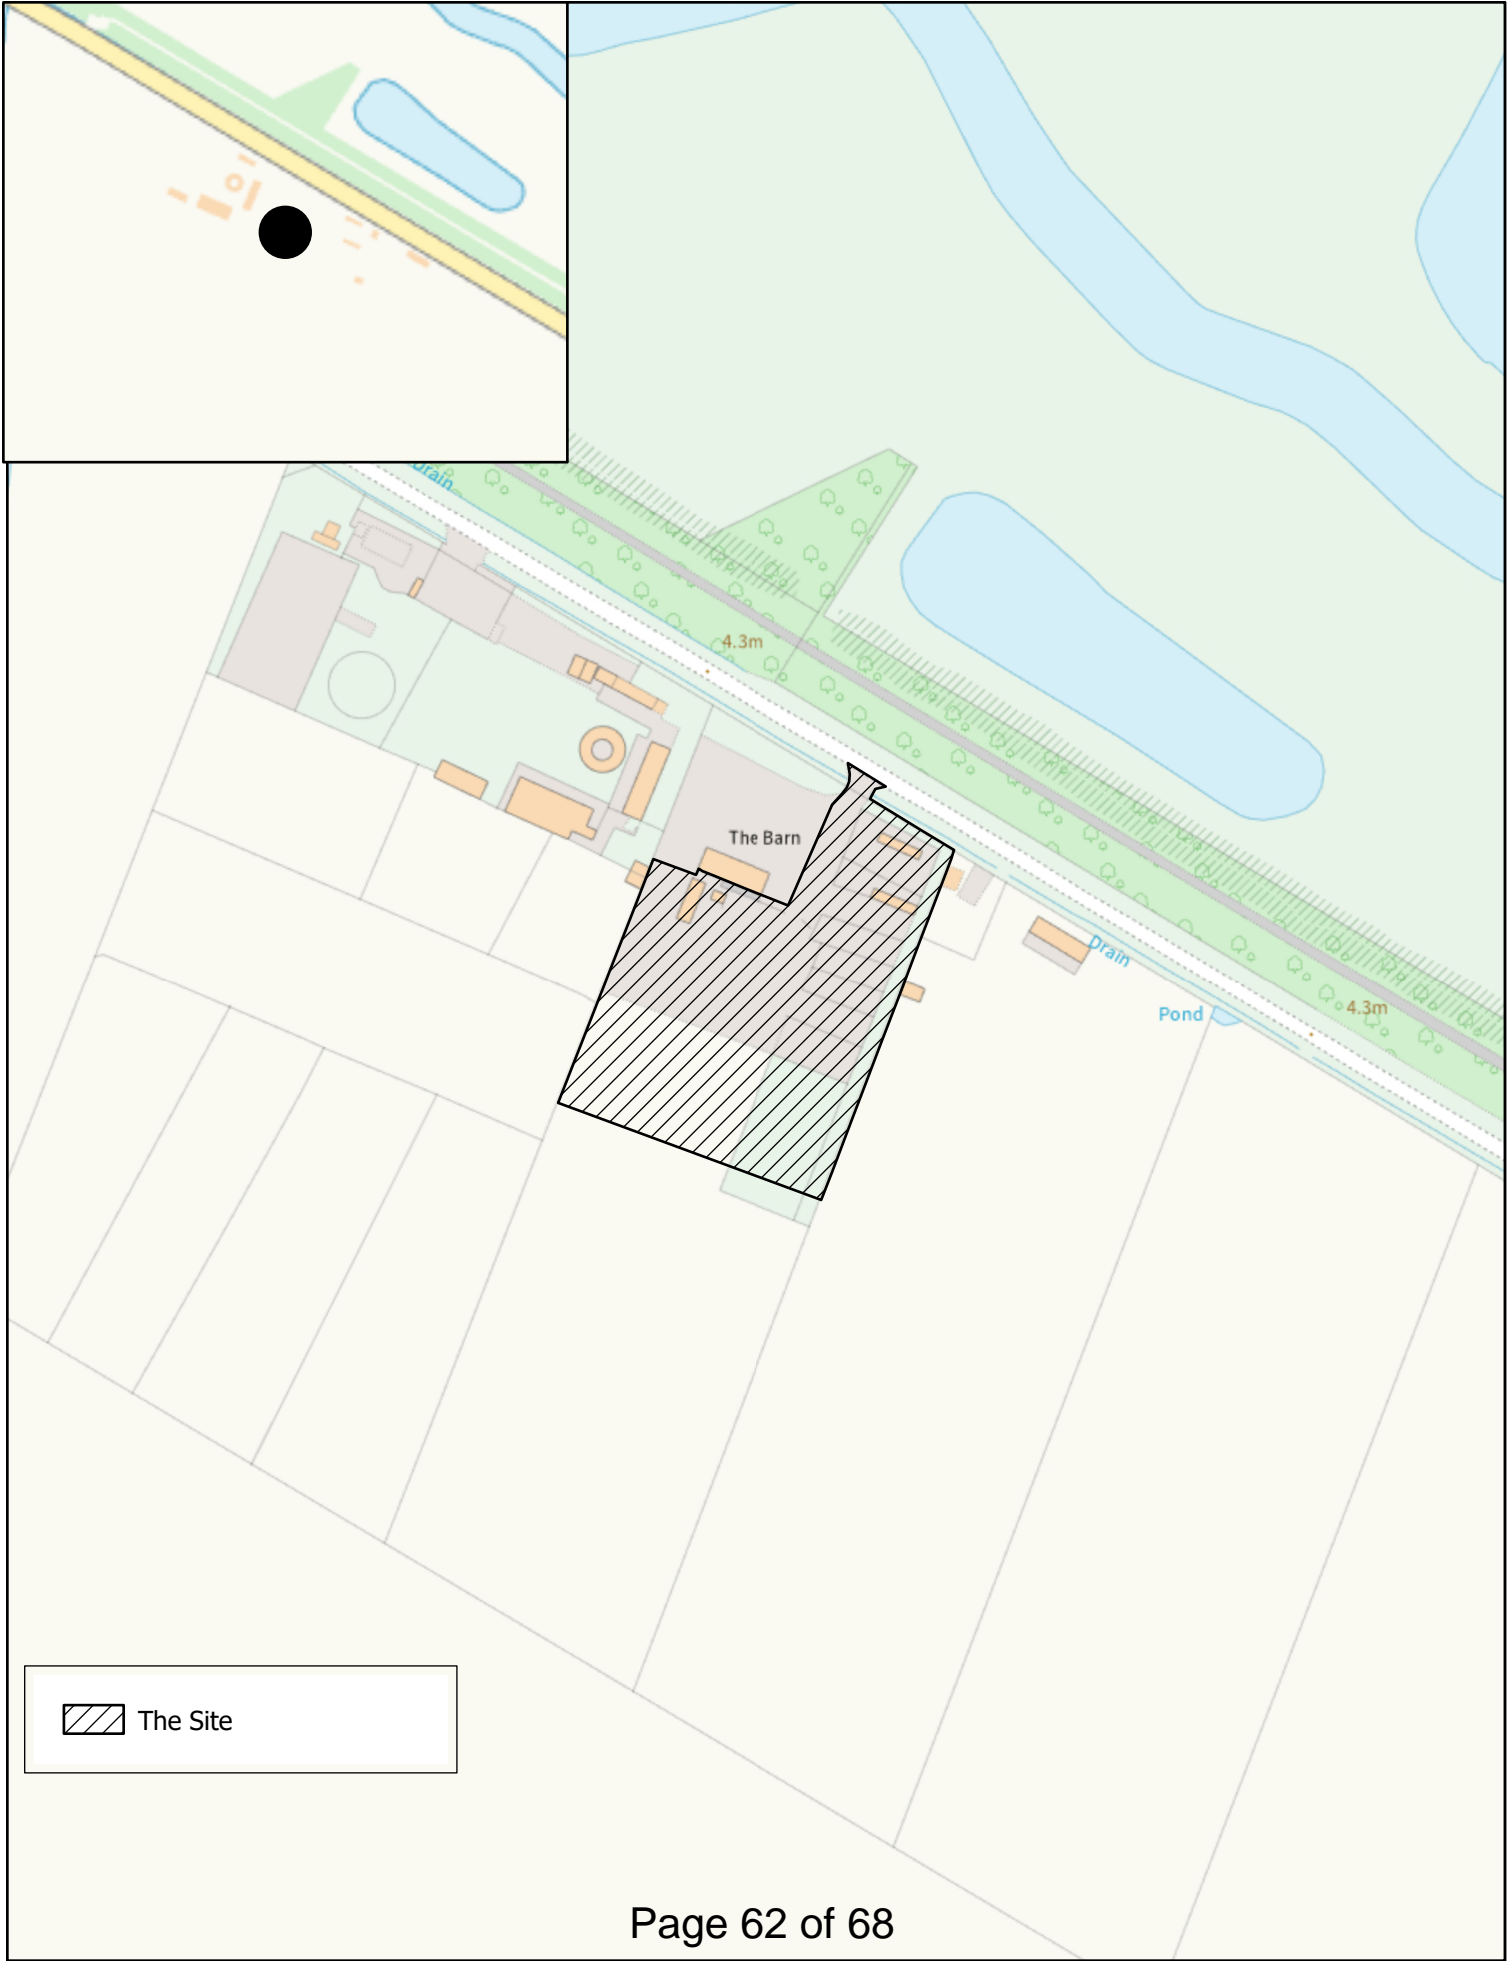 Drain
4.3m
The Barn
Drain
Pond
4.3m
The Site
Page 62 of 68